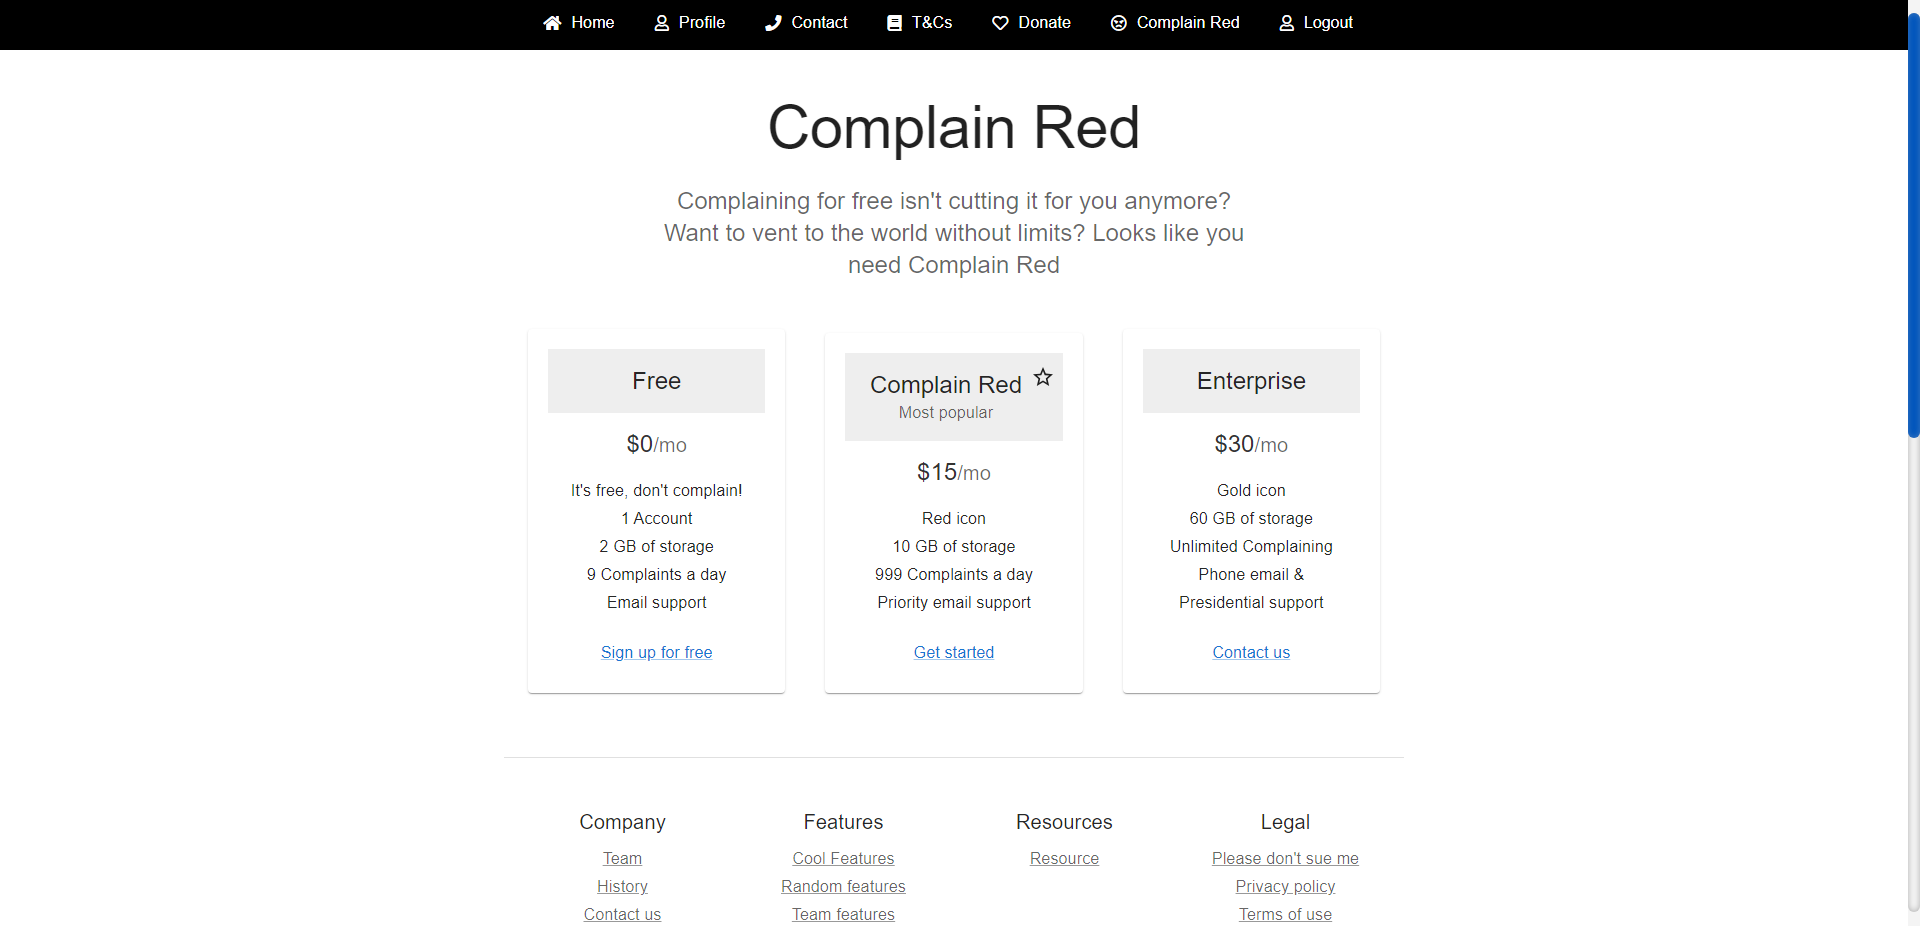 Home Profile Contact T&Cs Donate Complain Red Logout
Complain Red
Complaining for free isn't cutting it for you anymore?
Want to vent to the world without limits? Looks like you
need Complain Red
Free
$0/mo
It's free, don't complain!
1 Account
2 GB of storage
9 Complaints a day
Email support
Sign up for free
Complain Red
Most popular
$15/mo
Red icon
10 GB of storage
999 Complaints a day
Priority email support
Get started
Enterprise
$30/mo
Gold icon
60 GB of storage
Unlimited Complaining
Phone email &
Presidential support
Contact us
Company
Team
History
Contact us
Features
Cool Features
Random features
Team features
Resources
Resource
Legal
Please don't sue me
Privacy policy
Terms of use